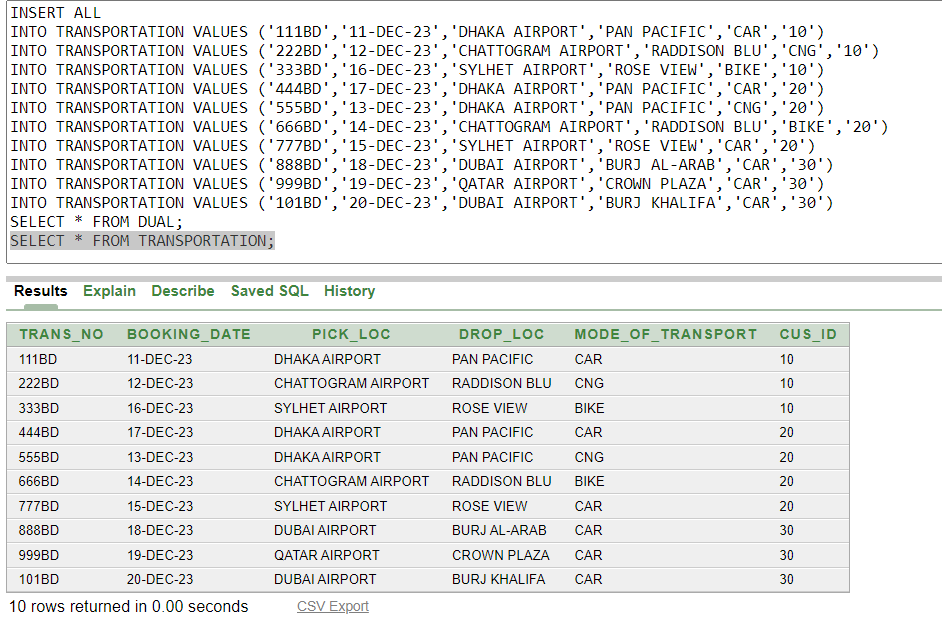 INSERT ALL
INTO TRANSPORTATION VALUES ('111BD','11-DEC-23','DHAKA AIRPORT','PAN PACIFIC','CAR','10')
INTO TRANSPORTATION VALUES ('222BD','12-DEC-23','CHATTOGRAM AIRPORT','RADDISON BLU','CNG','10')
INTO TRANSPORTATION VALUES ('333BD','16-DEC-23','SYLHET AIRPORT','ROSE VIEW','BIKE','10')
INTO TRANSPORTATION VALUES ('444BD','17-DEC-23','DHAKA AIRPORT','PAN PACIFIC','CAR','20')
INTO TRANSPORTATION VALUES ('555BD','13-DEC-23','DHAKA AIRPORT','PAN PACIFIC','CNG','20')
INTO TRANSPORTATION VALUES ('666BD','14-DEC-23','CHATTOGRAM AIRPORT','RADDISON BLU','BIKE','20')
INTO TRANSPORTATION VALUES ('777BD','15-DEC-23','SYLHET AIRPORT','ROSE VIEW','CAR','20')
INTO TRANSPORTATION VALUES ('888BD','18-DEC-23','DUBAI AIRPORT','BURJ AL-ARAB','CAR','30')
INTO TRANSPORTATION VALUES ('999BD','19-DEC-23','QATAR AIRPORT','CROWN PLAZA','CAR','30')
INTO TRANSPORTATION VALUES ('101BD','20-DEC-23','DUBAI AIRPORT','BURJ KHALIFA','CAR','30')
SELECT * FROM DUAL;
SELECT * FROM TRANSPORTATION;
Results Explain Describe Saved SQL History
TRANS_NO BOOKING_DATE PICK_LOC DROP_LOC MODE_OF_TRANSPORT CUS_ID
111BD 11-DEC-23 DHAKA AIRPORT PAN PACIFIC CAR 10
222BD 12-DEC-23 CHATTOGRAM AIRPORT RADDISON BLU CNG 10
333BD 16-DEC-23 SYLHET AIRPORT ROSE VIEW BIKE 10
444BD 17-DEC-23 DHAKA AIRPORT PAN PACIFIC CAR 20
555BD 13-DEC-23 DHAKA AIRPORT PAN PACIFIC CNG 20
666BD 14-DEC-23 CHATTOGRAM AIRPORT RADDISON BLU BIKE 20
777BD 15-DEC-23 SYLHET AIRPORT ROSE VIEW CAR 20
888BD 18-DEC-23 DUBAI AIRPORT BURJ AL-ARAB CAR 30
999BD 19-DEC-23 QATAR AIRPORT CROWN PLAZA CAR 30
101BD 20-DEC-23 DUBAI AIRPORT BURJ KHALIFA CAR 30
10 rows returned in 0.00 seconds CSV Export